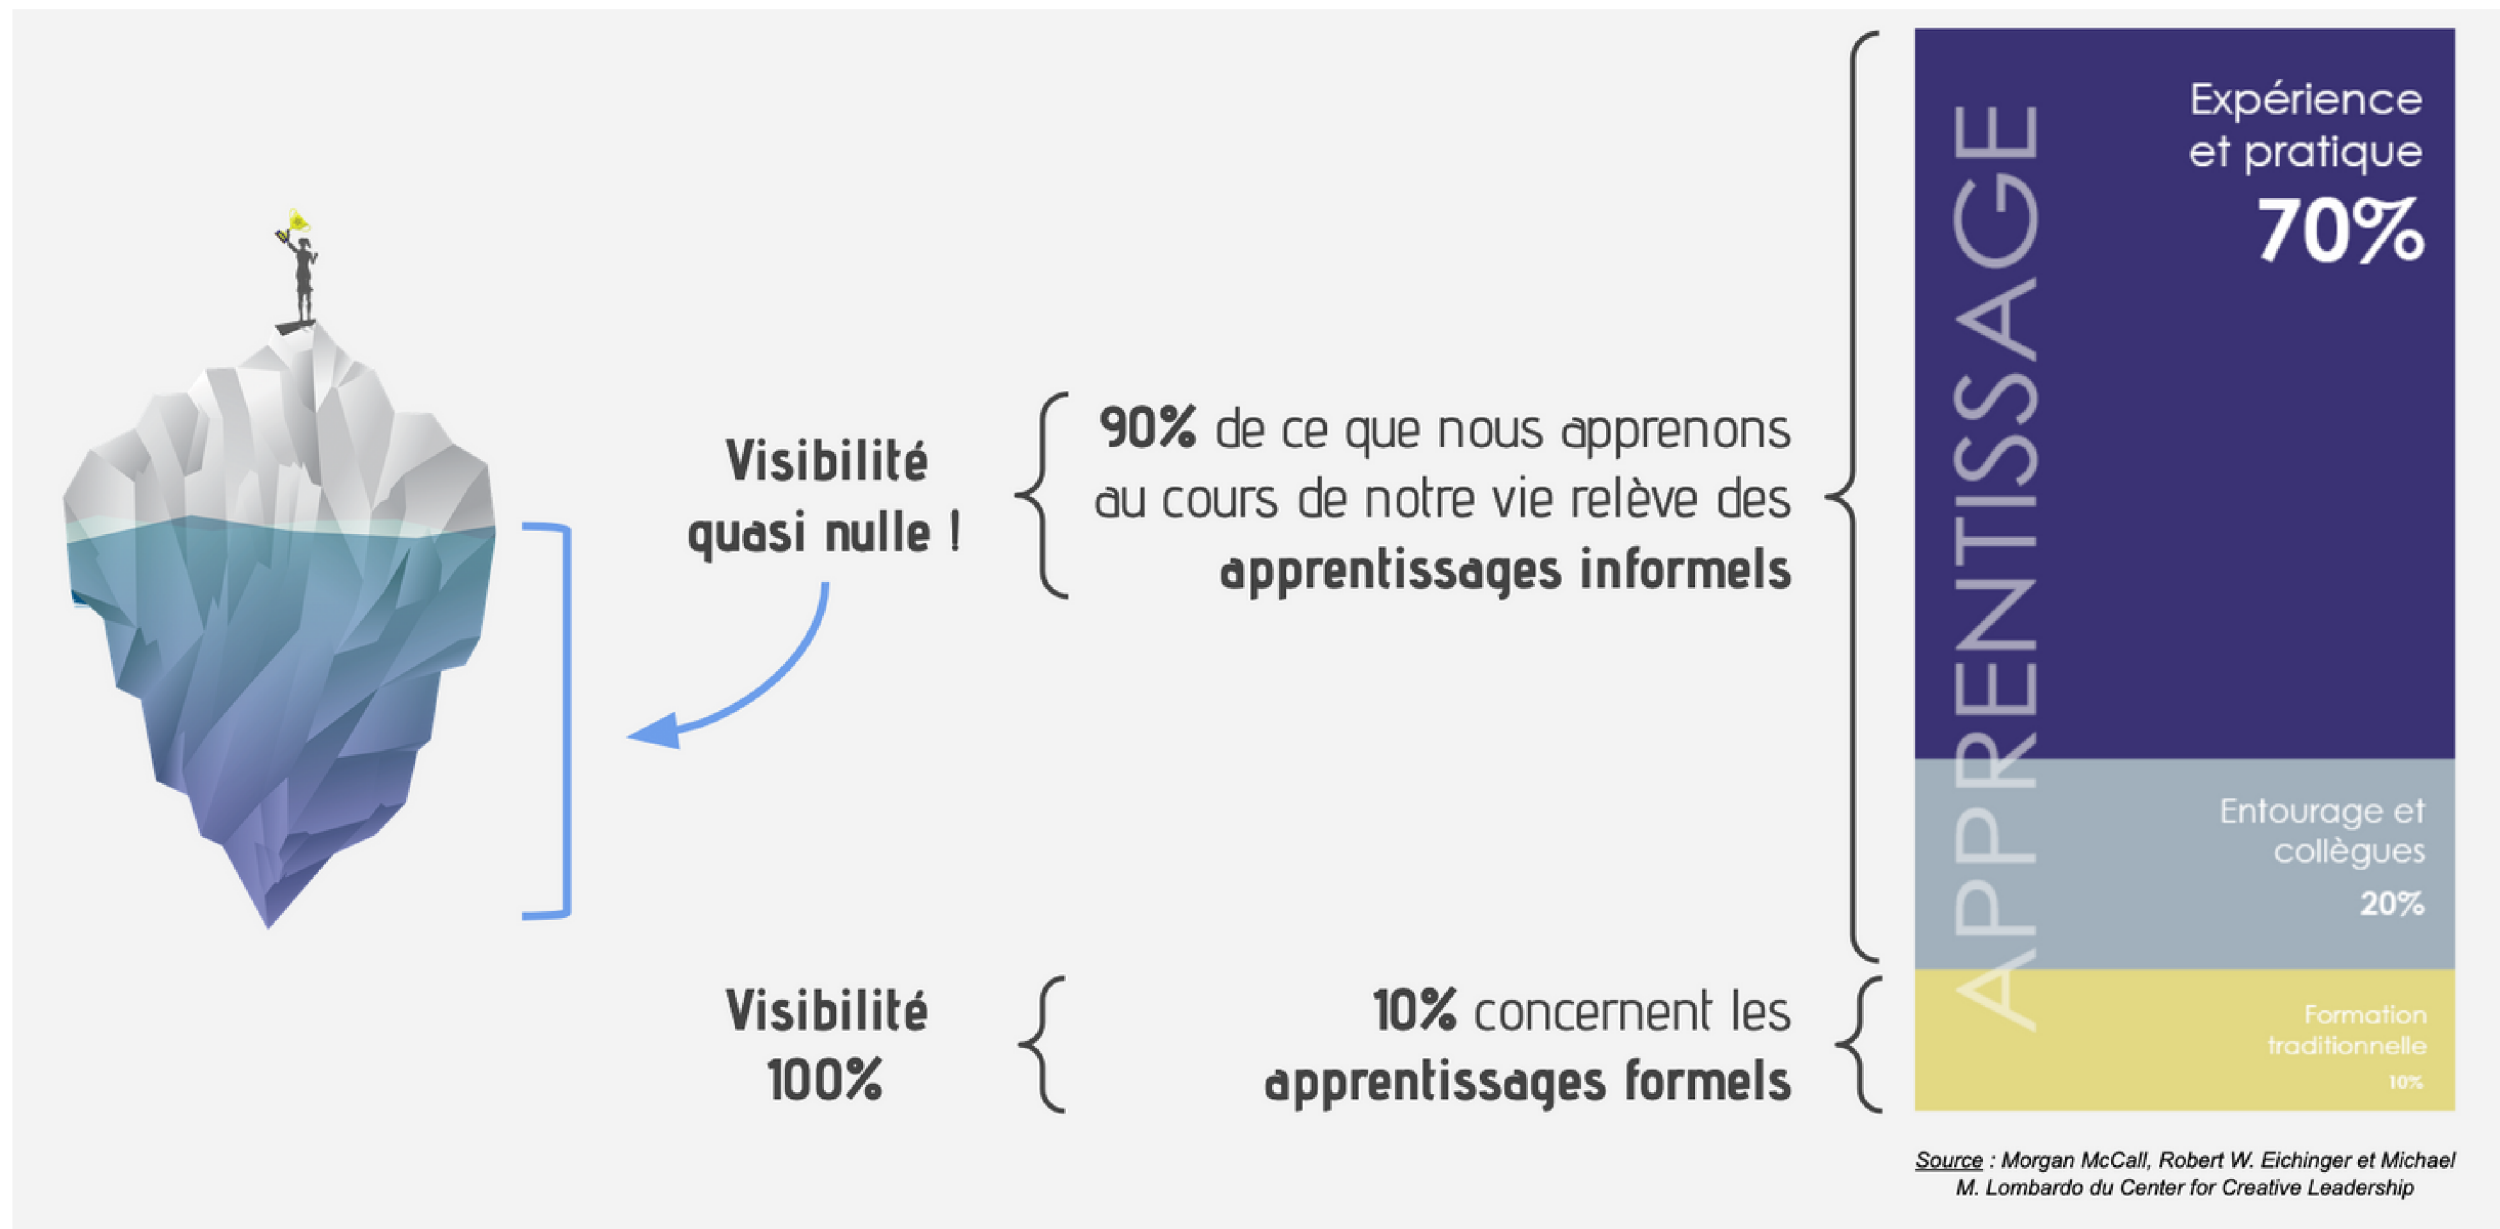 Visibilité
quasi nulle !
90% de ce que nous apprenons
au cours de notre vie relève des
apprentissages informels
Visibilité
100%
10% concernent les
apprentissages formels
APPRENTISSAGE
Expérience
et pratique
70%
Entourage et
collègues
20%
Formation
traditionnelle
10%
Source : Morgan McCall, Robert W. Eichinger et Michael
M. Lombardo du Center for Creative Leadership